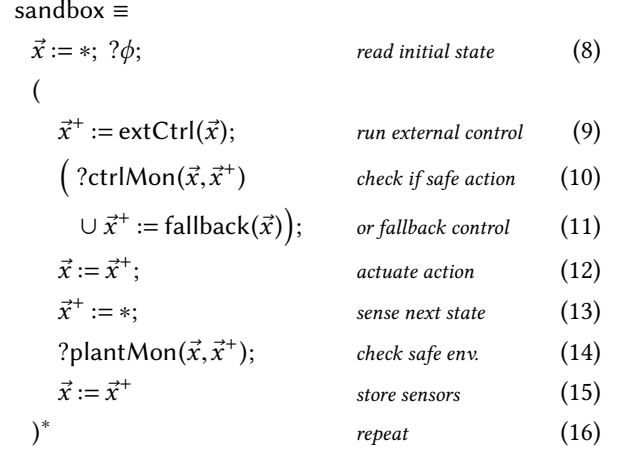 sandbox ≡
x⃗ := ∗; ?ϕ; read initial state (8)
(
x⃗⁺ := extCtrl(x⃗); run external control (9)
( ?ctrlMon(x⃗, x⃗⁺) check if safe action (10)
∪ x⃗⁺ := fallback(x⃗)); or fallback control (11)
x⃗ := x⃗⁺; actuate action (12)
x⃗⁺ := ∗; sense next state (13)
?plantMon(x⃗, x⃗⁺); check safe env. (14)
x⃗ := x⃗⁺ store sensors (15)
)* repeat (16)